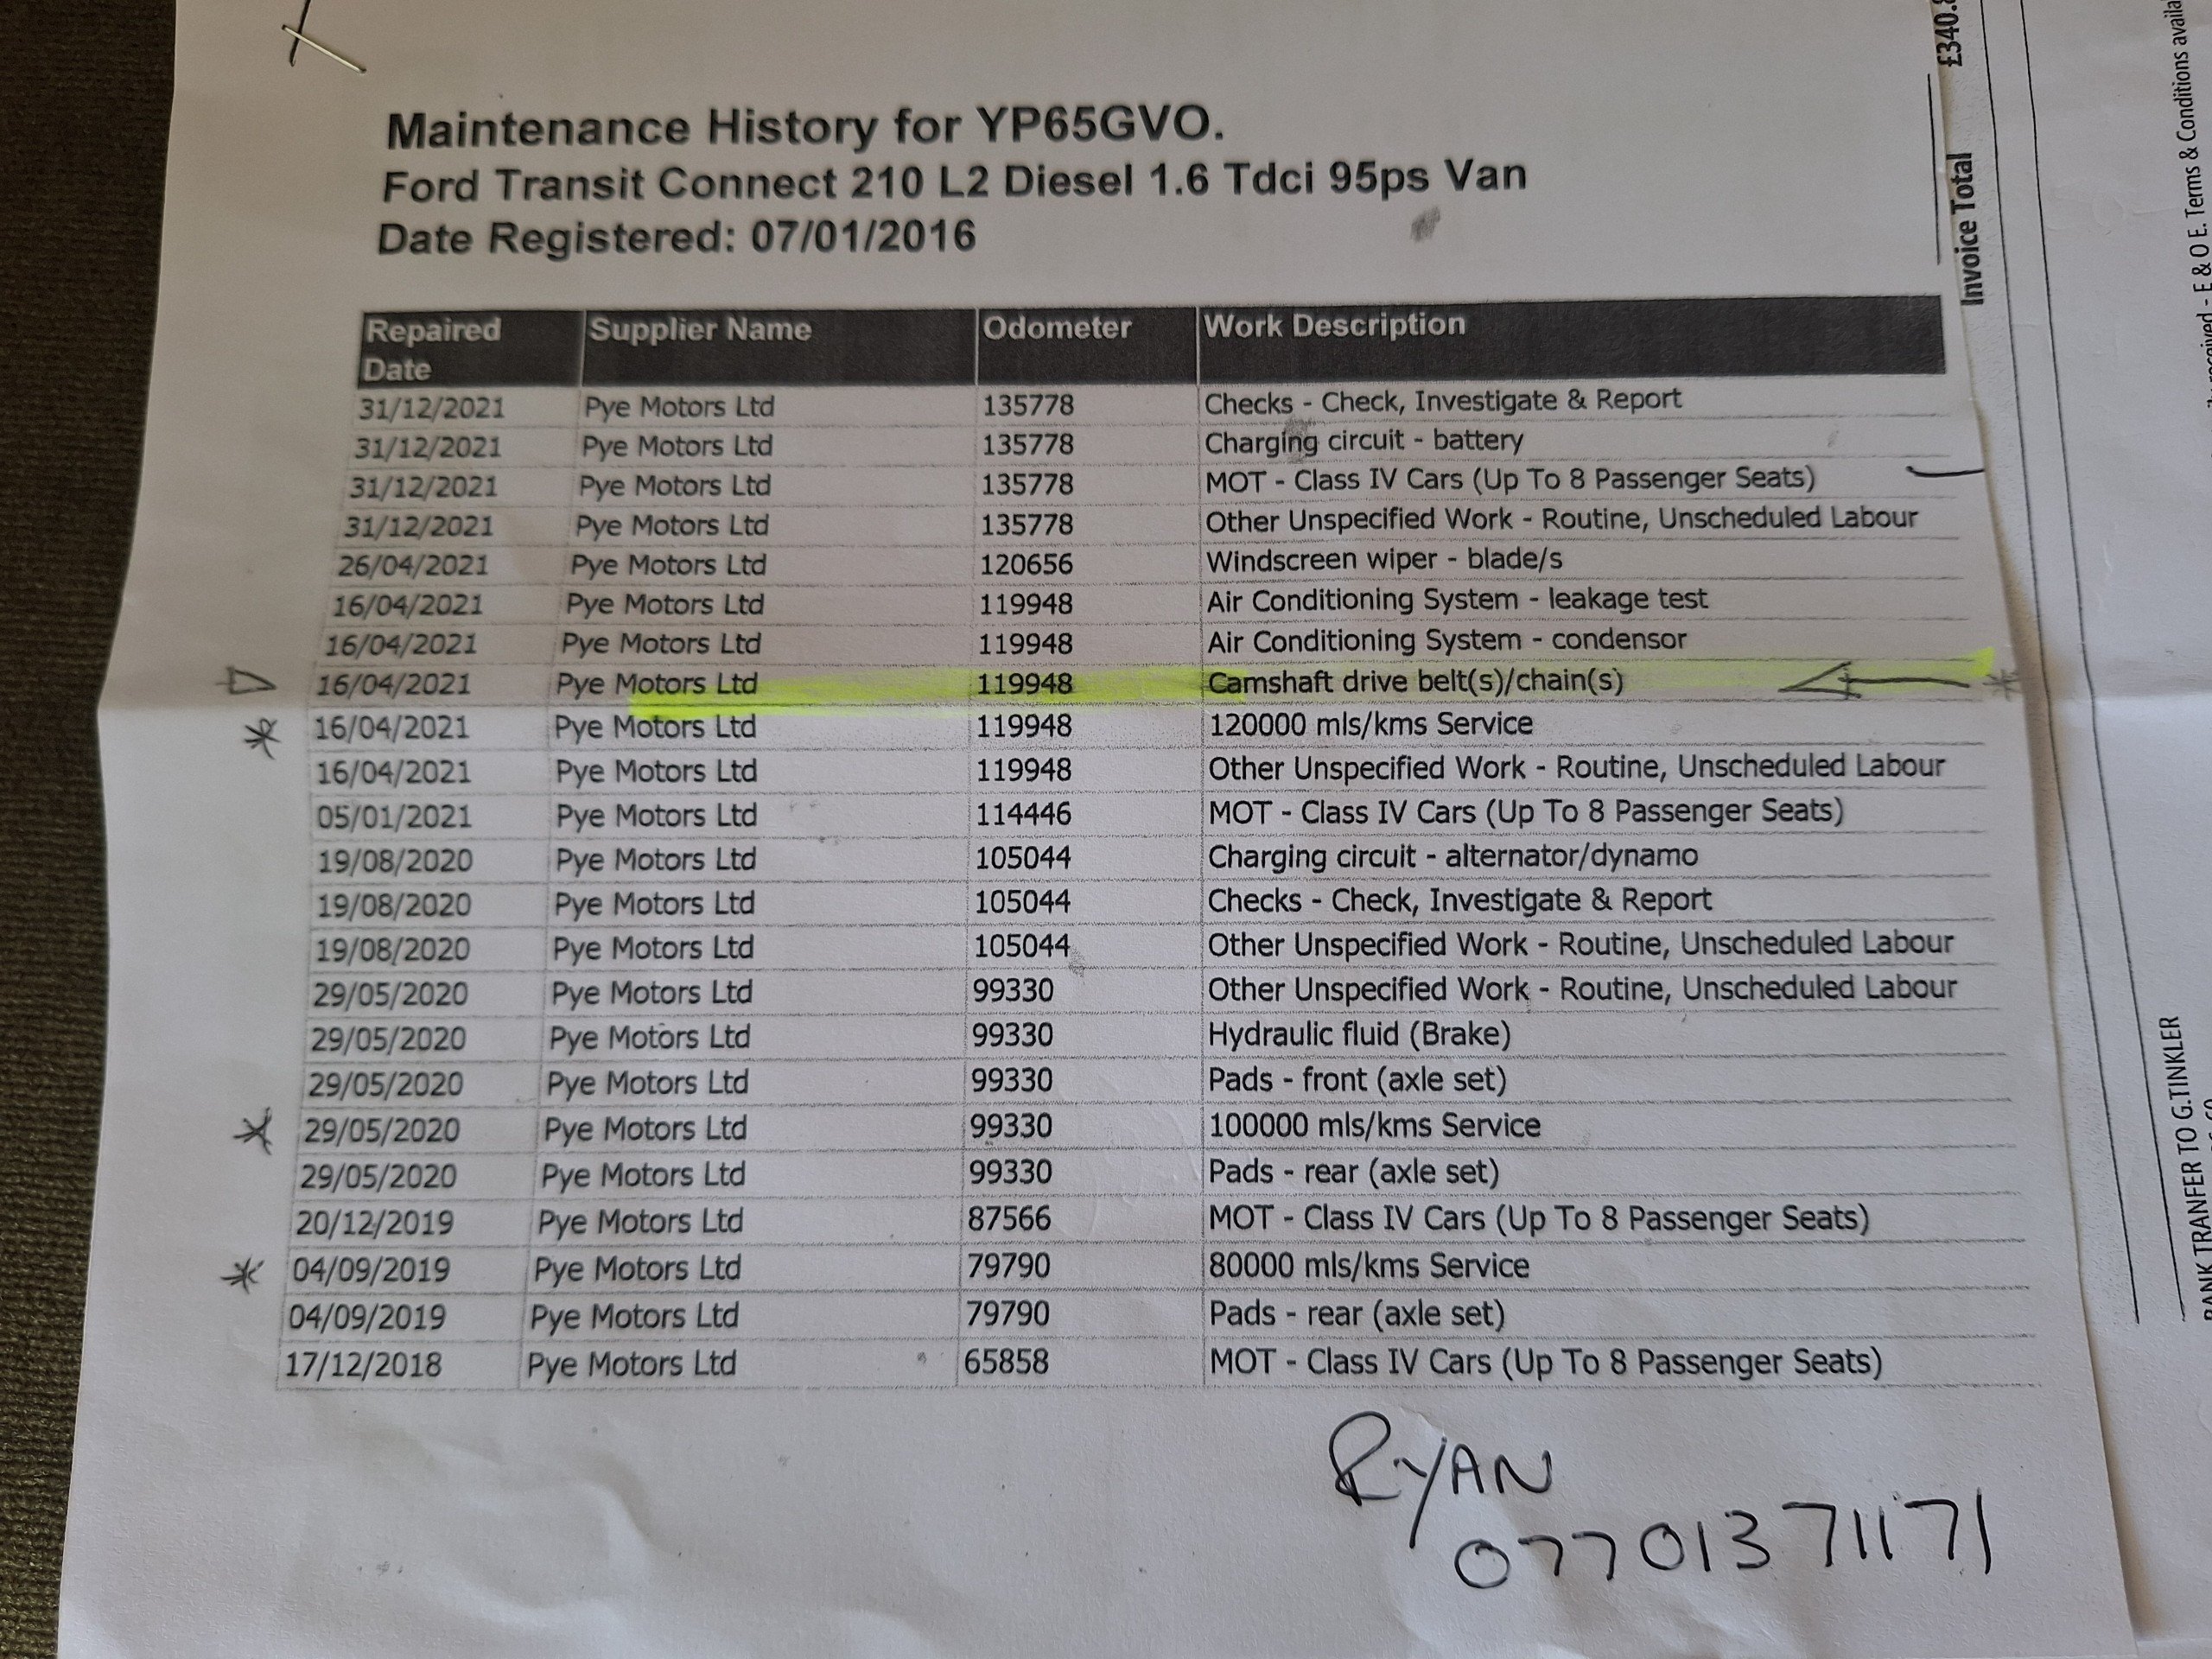 Maintenance History for YP65GVO.
Ford Transit Connect 210 L2 Diesel 1.6 Tdci 95ps Van
Date Registered: 07/01/2016
Repaired Date Supplier Name Odometer Work Description
31/12/2021 Pye Motors Ltd 135778 Checks - Check, Investigate & Report
31/12/2021 Pye Motors Ltd 135778 Charging circuit - battery
31/12/2021 Pye Motors Ltd 135778 MOT - Class IV Cars (Up To 8 Passenger Seats)
31/12/2021 Pye Motors Ltd 135778 Other Unspecified Work - Routine, Unscheduled Labour
26/04/2021 Pye Motors Ltd 120656 Windscreen wiper - blade/s
16/04/2021 Pye Motors Ltd 119948 Air Conditioning System - leakage test
16/04/2021 Pye Motors Ltd 119948 Air Conditioning System - condensor
16/04/2021 Pye Motors Ltd 119948 Camshaft drive belt(s)/chain(s)
16/04/2021 Pye Motors Ltd 119948 120000 mls/kms Service
16/04/2021 Pye Motors Ltd 119948 Other Unspecified Work - Routine, Unscheduled Labour
05/01/2021 Pye Motors Ltd 114446 MOT - Class IV Cars (Up To 8 Passenger Seats)
19/08/2020 Pye Motors Ltd 105044 Charging circuit - alternator/dynamo
19/08/2020 Pye Motors Ltd 105044 Checks - Check, Investigate & Report
19/08/2020 Pye Motors Ltd 105044 Other Unspecified Work - Routine, Unscheduled Labour
29/05/2020 Pye Motors Ltd 99330 Other Unspecified Work - Routine, Unscheduled Labour
29/05/2020 Pye Motors Ltd 99330 Hydraulic fluid (Brake)
29/05/2020 Pye Motors Ltd 99330 Pads - front (axle set)
29/05/2020 Pye Motors Ltd 99330 100000 mls/kms Service
29/05/2020 Pye Motors Ltd 99330 Pads - rear (axle set)
20/12/2019 Pye Motors Ltd 87566 MOT - Class IV Cars (Up To 8 Passenger Seats)
04/09/2019 Pye Motors Ltd 79790 80000 mls/kms Service
04/09/2019 Pye Motors Ltd 79790 Pads - rear (axle set)
17/12/2018 Pye Motors Ltd 65858 MOT - Class IV Cars (Up To 8 Passenger Seats)
RYAN
07701371171
Invoice Total £340.8
E & O E. Terms & Conditions
BANK TRANFER TO G.TINKLER